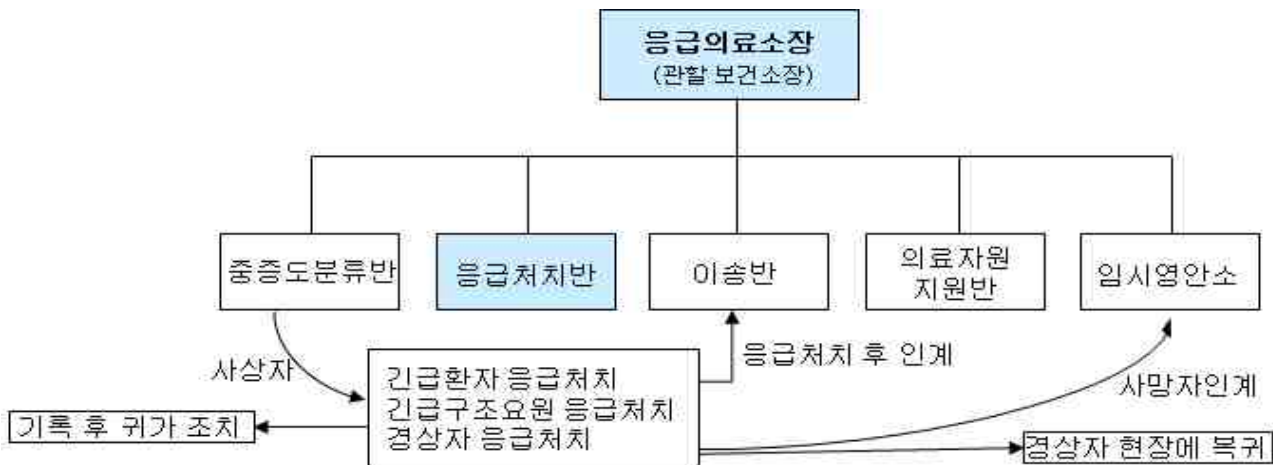 응급의료소장
(관할 보건소장)
중증도분류반
응급처치반
이송반
의료자원
지원반
임시영안소
사상자
응급처치 후 인계
사망자인계
긴급환자 응급처치
긴급구조요원 응급처치
경상자 응급처치
기록 후 귀가 조치
경상자 현장에 복귀